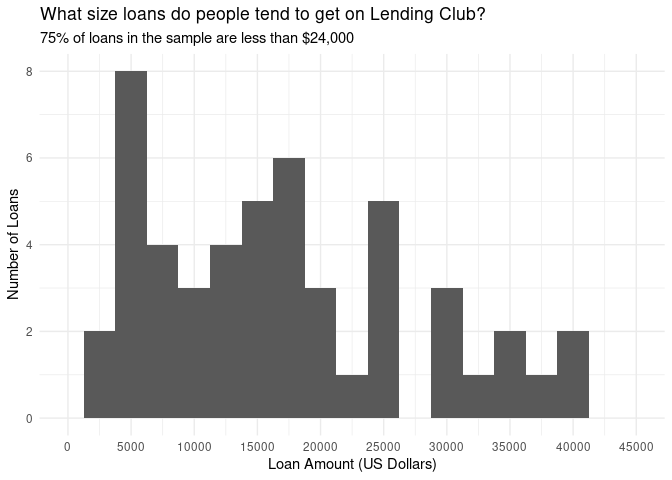 What size loans do people tend to get on Lending Club?
75% of loans in the sample are less than $24,000
8
6
4
2
0
Number of Loans
0 5000 10000 15000 20000 25000 30000 35000 40000 45000
Loan Amount (US Dollars)